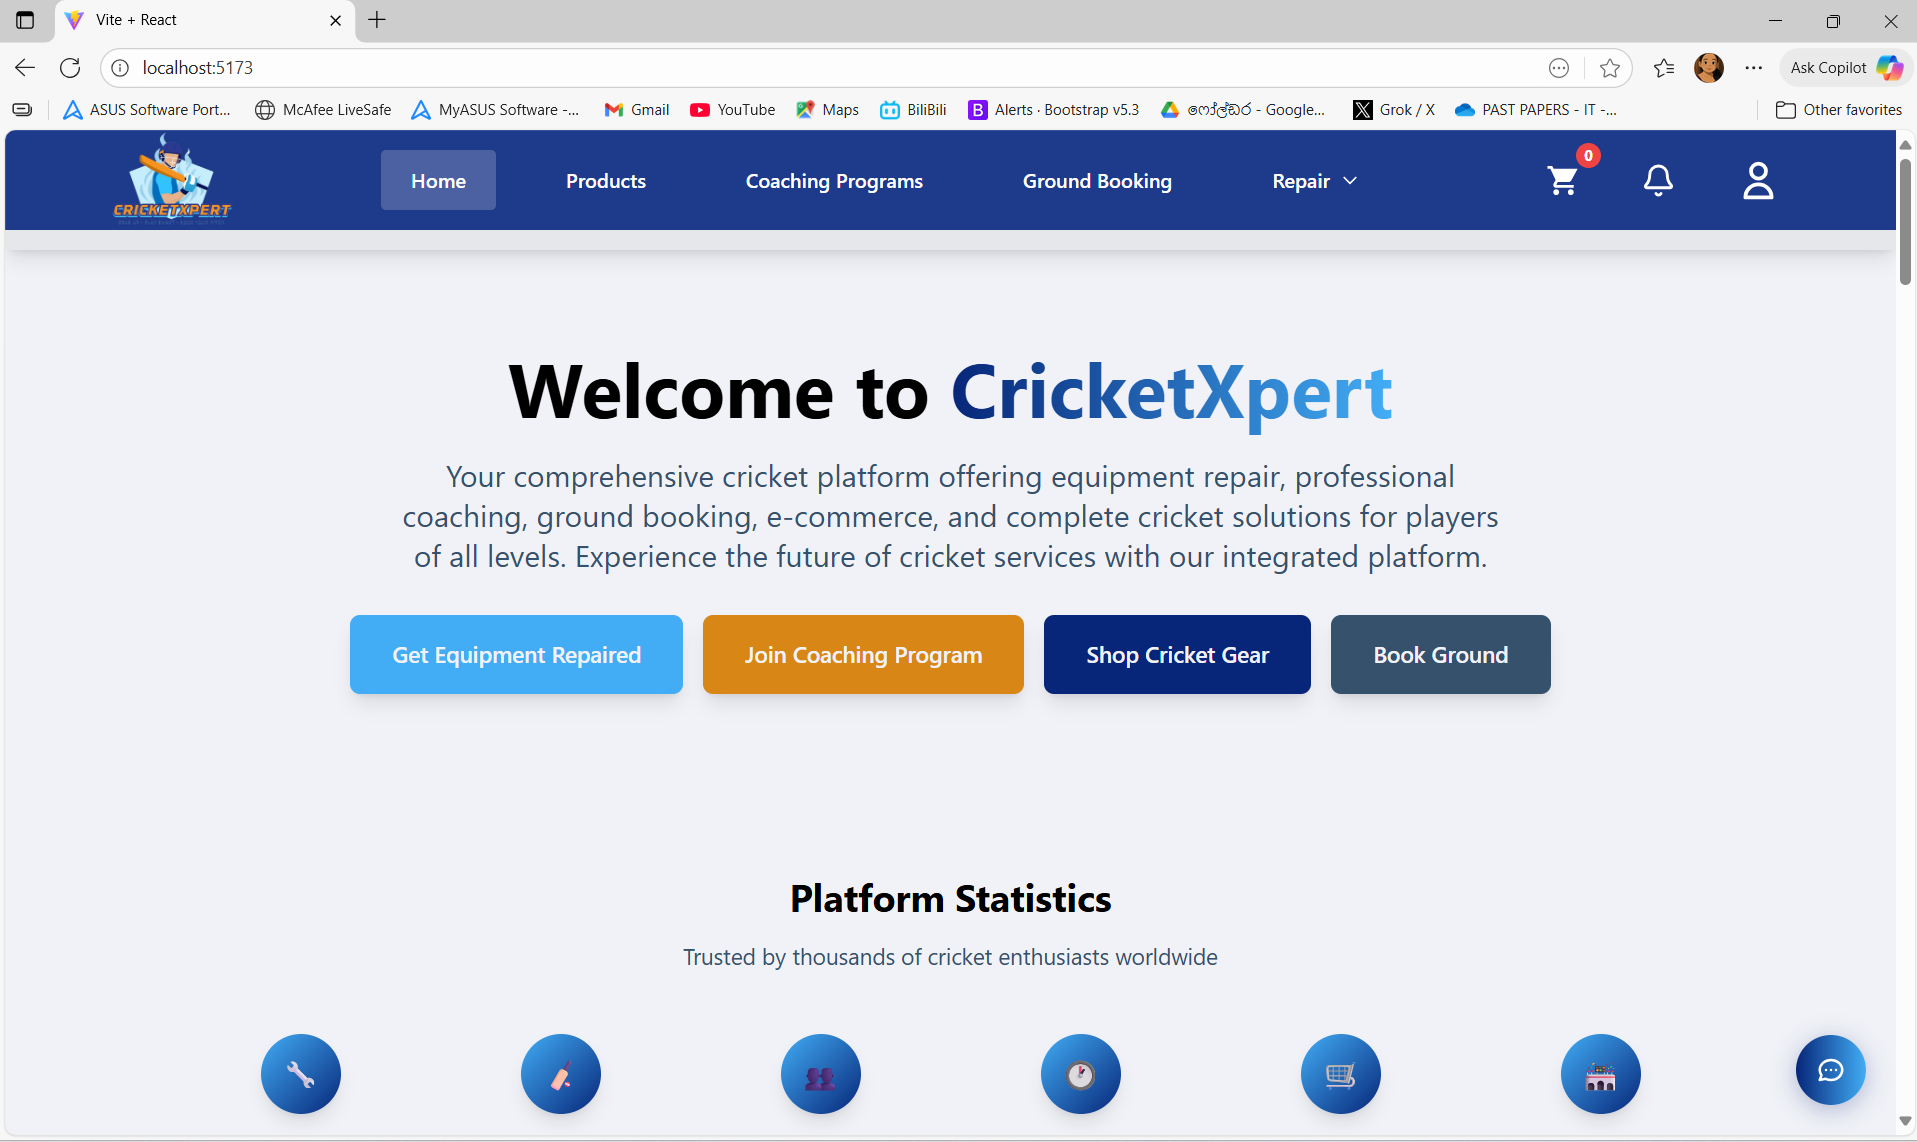 Vite + React
localhost:5173
Ask Copilot
ASUS Software Port...
McAfee LiveSafe
MyASUS Software -...
Gmail
YouTube
Maps
BiliBili
Alerts · Bootstrap v5.3
ෆෝල්ඩර - Google...
Grok / X
PAST PAPERS - IT -...
Other favorites
CRICKETXPERT
Home
Products
Coaching Programs
Ground Booking
Repair
0
Welcome to CricketXpert
Your comprehensive cricket platform offering equipment repair, professional
coaching, ground booking, e-commerce, and complete cricket solutions for players
of all levels. Experience the future of cricket services with our integrated platform.
Get Equipment Repaired
Join Coaching Program
Shop Cricket Gear
Book Ground
Platform Statistics
Trusted by thousands of cricket enthusiasts worldwide